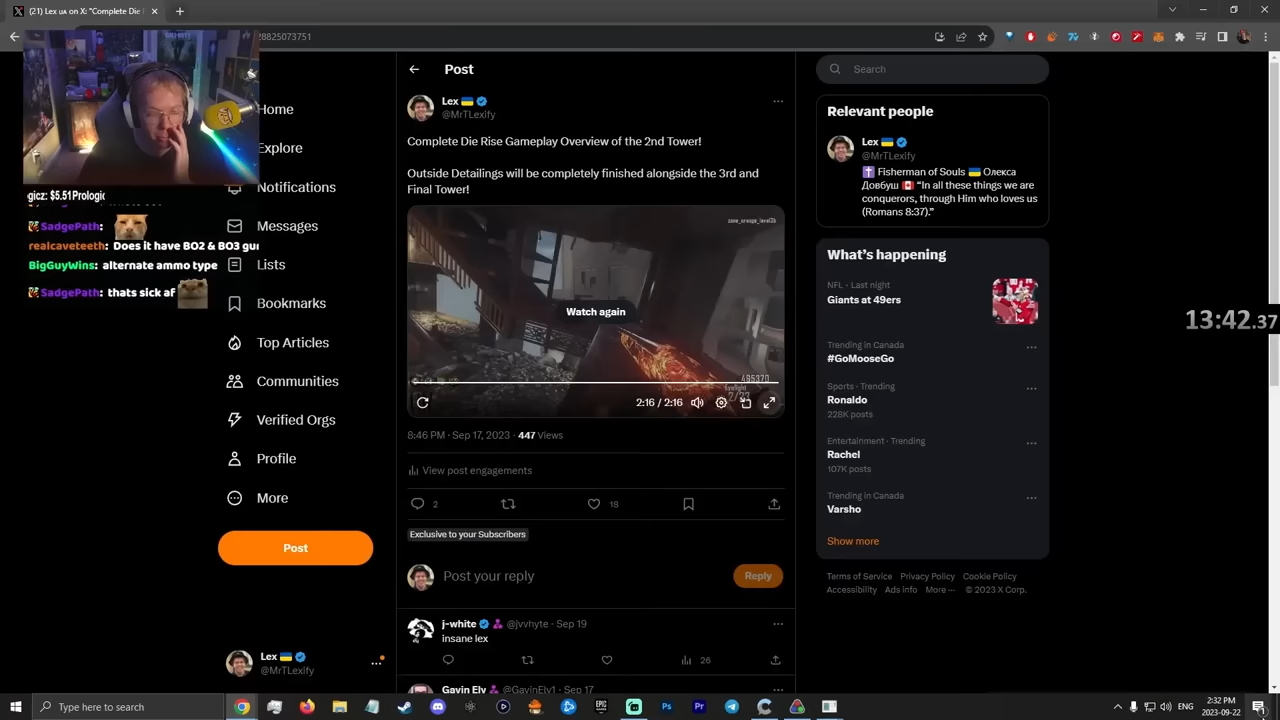 (21) Lex 🇺🇦 on X: "Complete Die
28825073751
gicz: $5.51 Prologic
SadgePath:
realcaveteeth: Does it have BO2 & BO3 gu
BigGuyWins: alternate ammo type
SadgePath: thats sick af
Home
Explore
Notifications
Messages
Lists
Bookmarks
Top Articles
Communities
Verified Orgs
Profile
More
Post
Lex 🇺🇦
@MrTLexify
Post
Lex 🇺🇦
@MrTLexify
Complete Die Rise Gameplay Overview of the 2nd Tower!
Outside Detailings will be completely finished alongside the 3rd and
Final Tower!
Watch again
495370
2:16 / 2:16
8:46 PM · Sep 17, 2023 · 447 Views
View post engagements
2
18
Exclusive to your Subscribers
Post your reply
Reply
j-white @jvvhyte · Sep 19
insane lex
26
Gavin Ely @GavinEly1 · Sep 17
Search
Relevant people
Lex 🇺🇦
@MrTLexify
✝️ Fisherman of Souls 🇺🇦 Олекса
Довбуш 🇨🇦 “In all these things we are
conquerors, through Him who loves us
(Romans 8:37).”
What’s happening
NFL · Last night
Giants at 49ers
Trending in Canada
#GoMooseGo
Sports · Trending
Ronaldo
228K posts
Entertainment · Trending
Rachel
107K posts
Trending in Canada
Varsho
Show more
Terms of Service Privacy Policy Cookie Policy
Accessibility Ads info More ··· © 2023 X Corp.
13:42.37
Type here to search
ENG
2:32 PM
2023-09-22